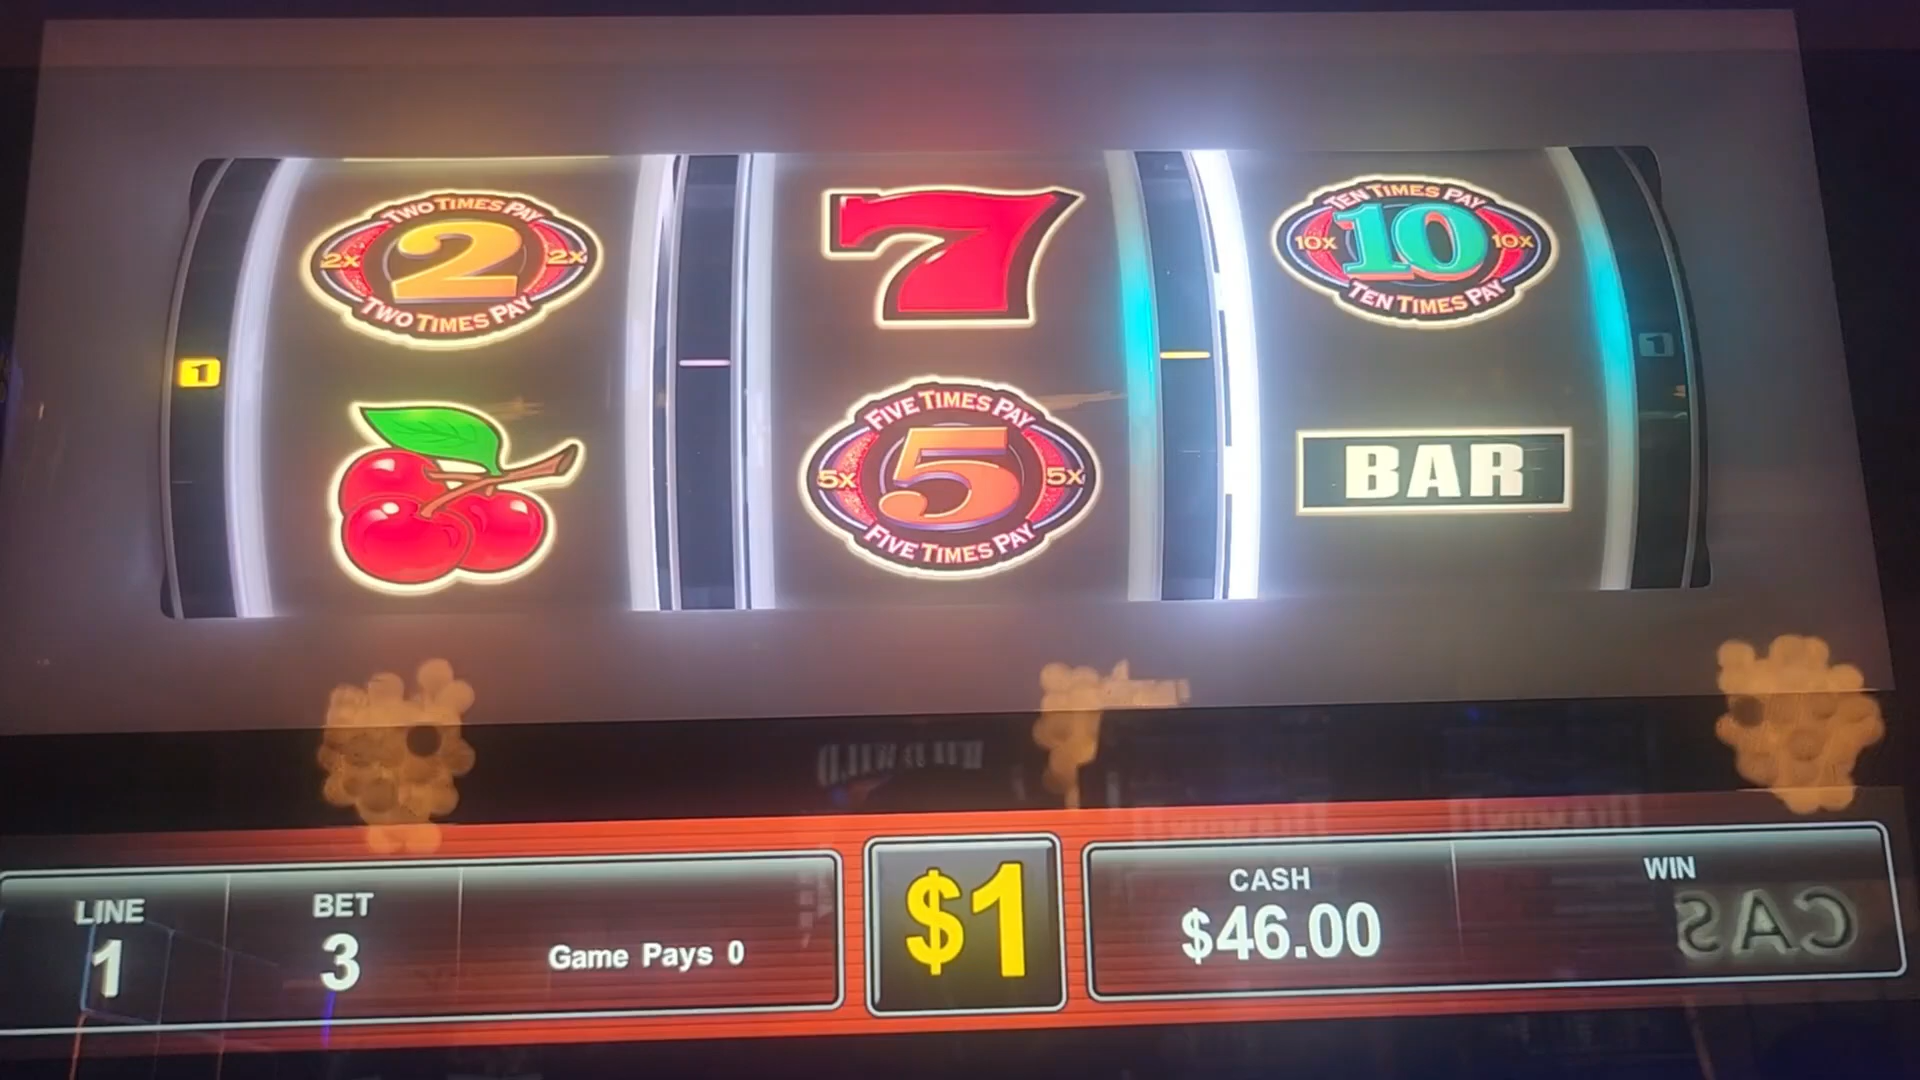 TWO TIMES PAY
2X 2 2X
TWO TIMES PAY
7
TEN TIMES PAY
10X 10 10X
TEN TIMES PAY
1
1
FIVE TIMES PAY
5X 5 5X
FIVE TIMES PAY
BAR
LINE
1
BET
3
Game Pays 0
$1
CASH
$46.00
WIN
CAS